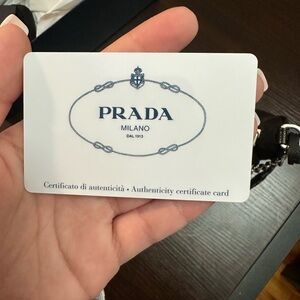 PRADA
MILANO
DAL 1913
Certificato di autenticità • Authenticity certificate card